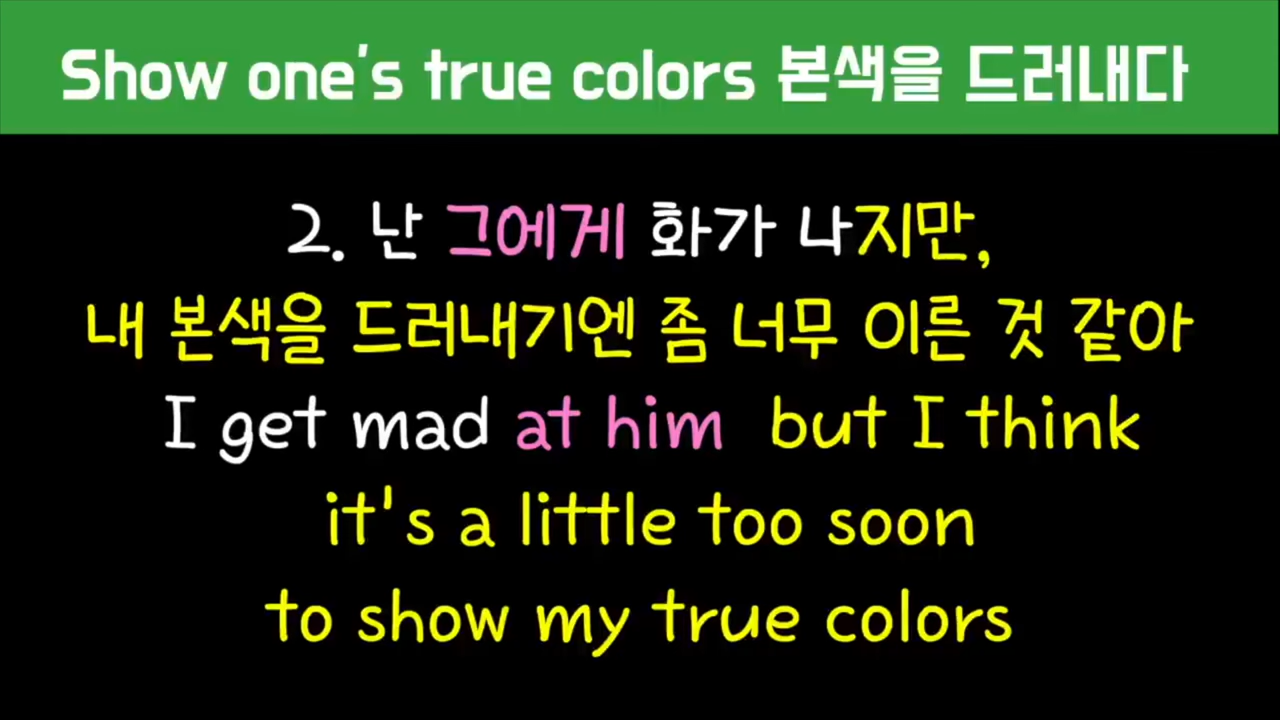 Show one's true colors 본색을 드러내다
2. 난 그에게 화가 나지만,
내 본색을 드러내기엔 좀 너무 이른 것 같아
I get mad at him but I think
it's a little too soon
to show my true colors